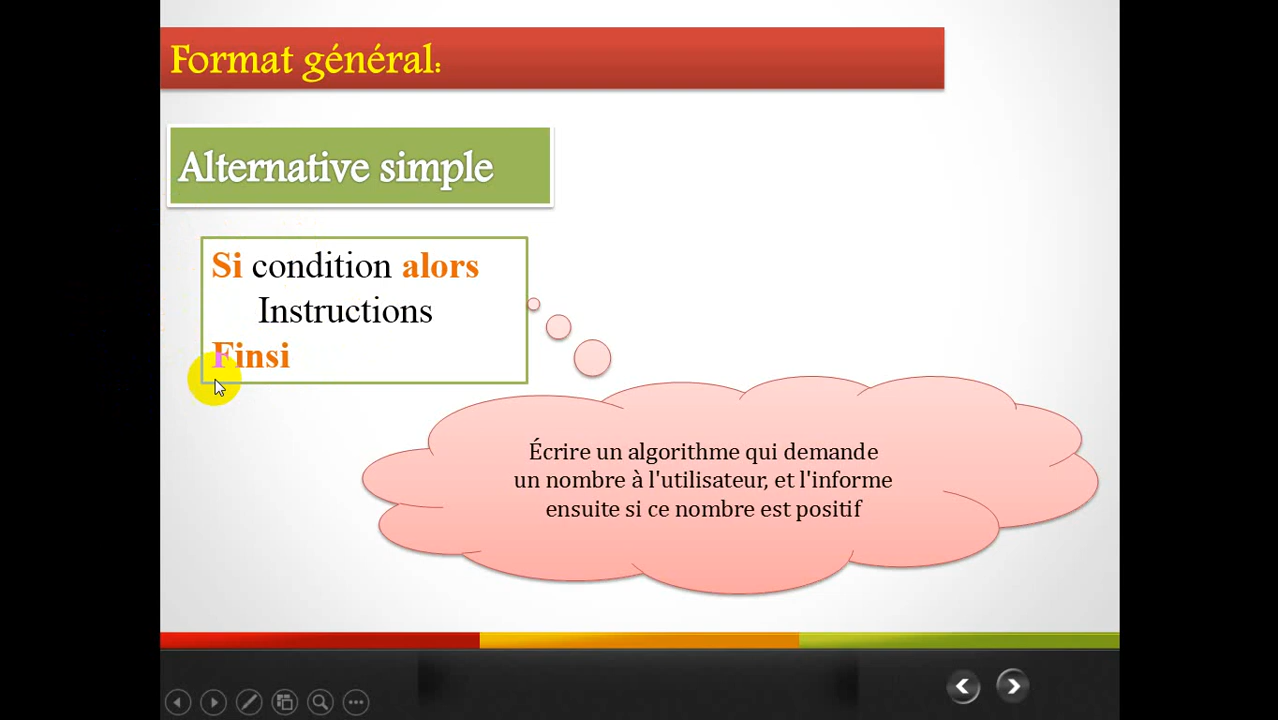 Format général:
Alternative simple
Si condition alors
Instructions
Finsi
Écrire un algorithme qui demande
un nombre à l'utilisateur, et l'informe
ensuite si ce nombre est positif